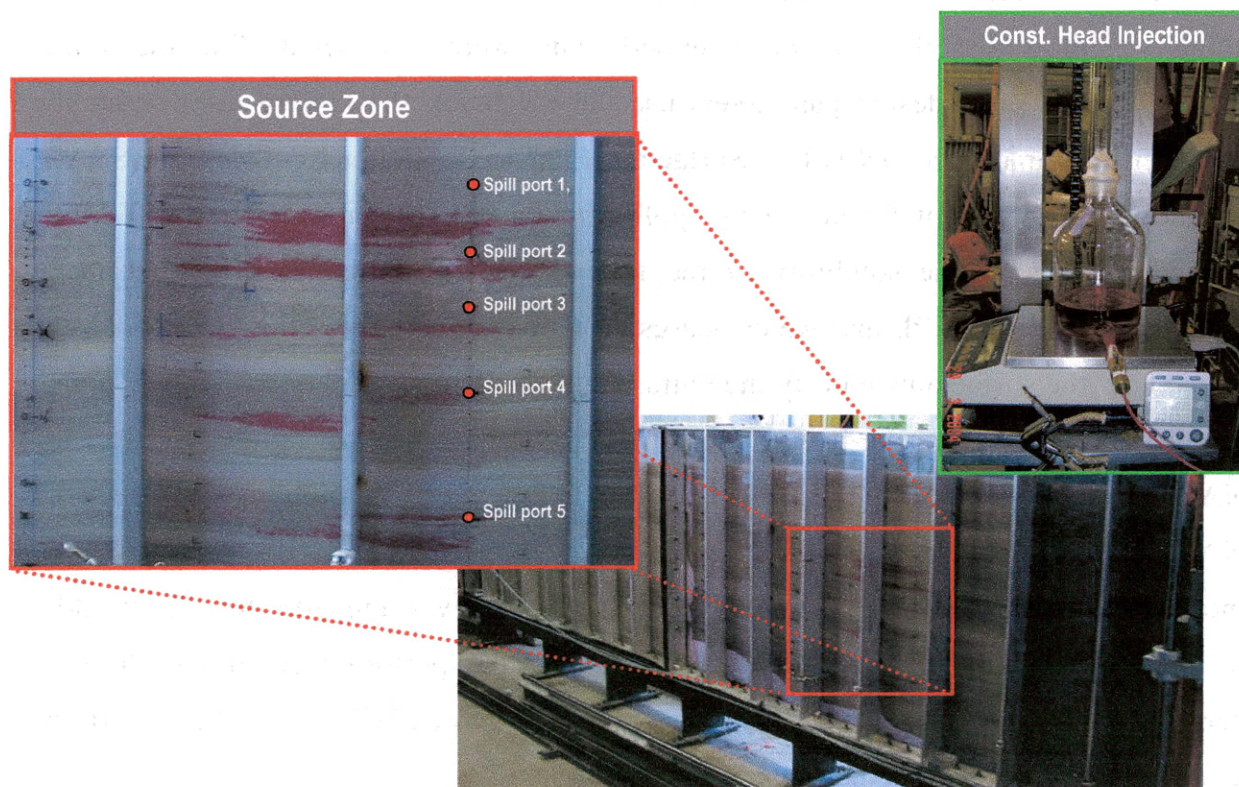 Source Zone
Spill port 1,
Spill port 2
Spill port 3
Spill port 4
Spill port 5
Const. Head Injection